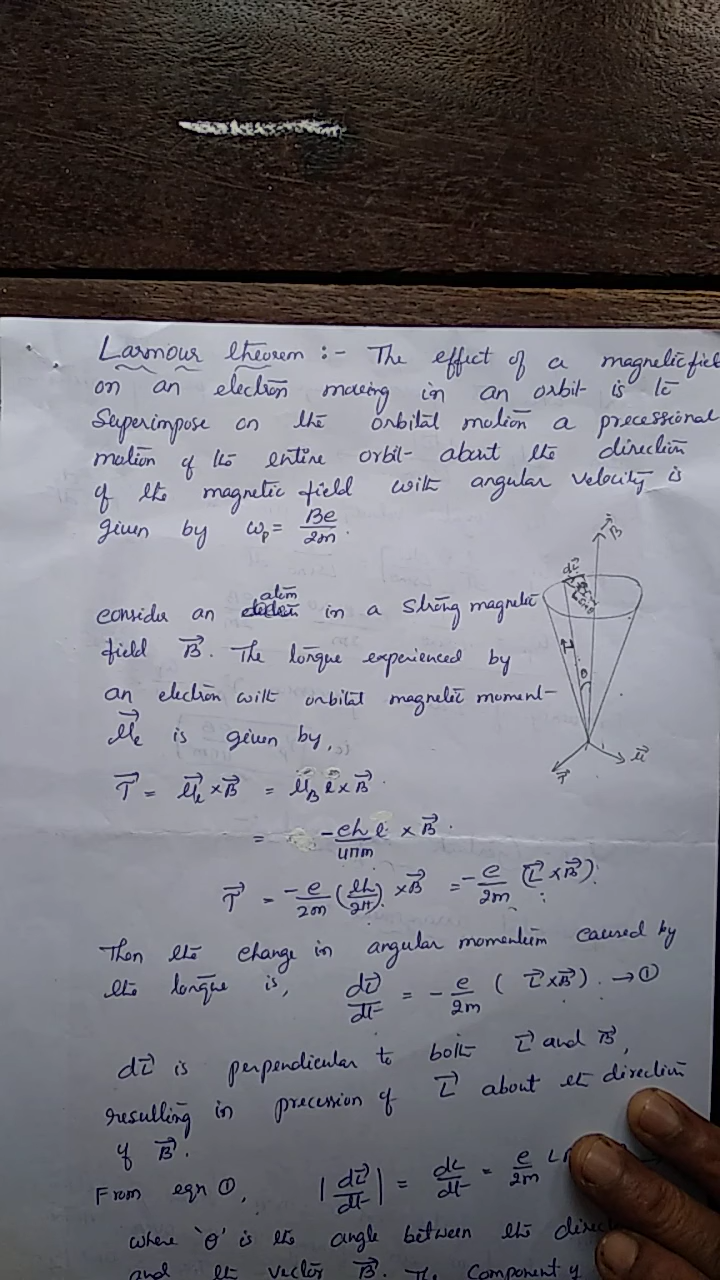 Larmour theorem :- The effect of a magnetic fiel
on an electron moving in an orbit is to
Superimpose on the orbital motion a precessional
motion of the entire orbit about the direction
of the magnetic field with angular velocity is
given by ωp = Be/2m.
consider an atom in a strong magnetic
field B⃗. The torque experienced by
an electron with orbital magnetic moment
μ⃗e is given by,
τ⃗ = μ⃗l × B⃗ = μB l × B⃗
= -eh l/4πm × B⃗.
τ⃗ = -e/2m (lh/2π) × B⃗ = -e/2m (L⃗ × B⃗).
Then the change in angular momentum caused by
the torque is, dL⃗/dt = -e/2m (L⃗ × B⃗). → ①
dL⃗ is perpendicular to both L⃗ and B⃗,
resulting in precession of L⃗ about the direction
of B⃗.
From eqn ①, |dL⃗/dt| = dL/dt = e/2m L
where 'θ' is the angle between the direc
and the vector B⃗. The Component of
B⃗
dL⃗
θ
L⃗
τ⃗
μ⃗